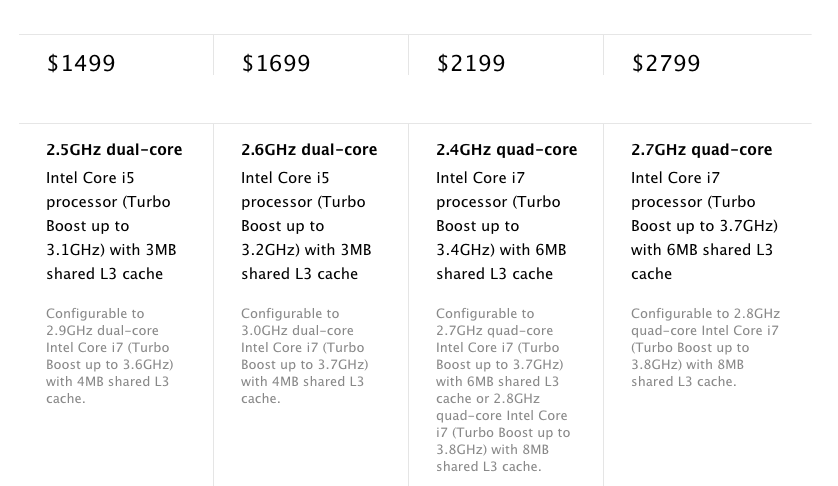 $1499
$1699
$2199
$2799
2.5GHz dual-core
Intel Core i5
processor (Turbo
Boost up to
3.1GHz) with 3MB
shared L3 cache
Configurable to
2.9GHz dual-core
Intel Core i7 (Turbo
Boost up to 3.6GHz)
with 4MB shared L3
cache.
2.6GHz dual-core
Intel Core i5
processor (Turbo
Boost up to
3.2GHz) with 3MB
shared L3 cache
Configurable to
3.0GHz dual-core
Intel Core i7 (Turbo
Boost up to 3.7GHz)
with 4MB shared L3
cache.
2.4GHz quad-core
Intel Core i7
processor (Turbo
Boost up to
3.4GHz) with 6MB
shared L3 cache
Configurable to
2.7GHz quad-core
Intel Core i7 (Turbo
Boost up to 3.7GHz)
with 6MB shared L3
cache or 2.8GHz
quad-core Intel Core
i7 (Turbo Boost up to
3.8GHz) with 8MB
shared L3 cache.
2.7GHz quad-core
Intel Core i7
processor (Turbo
Boost up to 3.7GHz)
with 6MB shared L3
cache
Configurable to 2.8GHz
quad-core Intel Core i7
(Turbo Boost up to
3.8GHz) with 8MB
shared L3 cache.